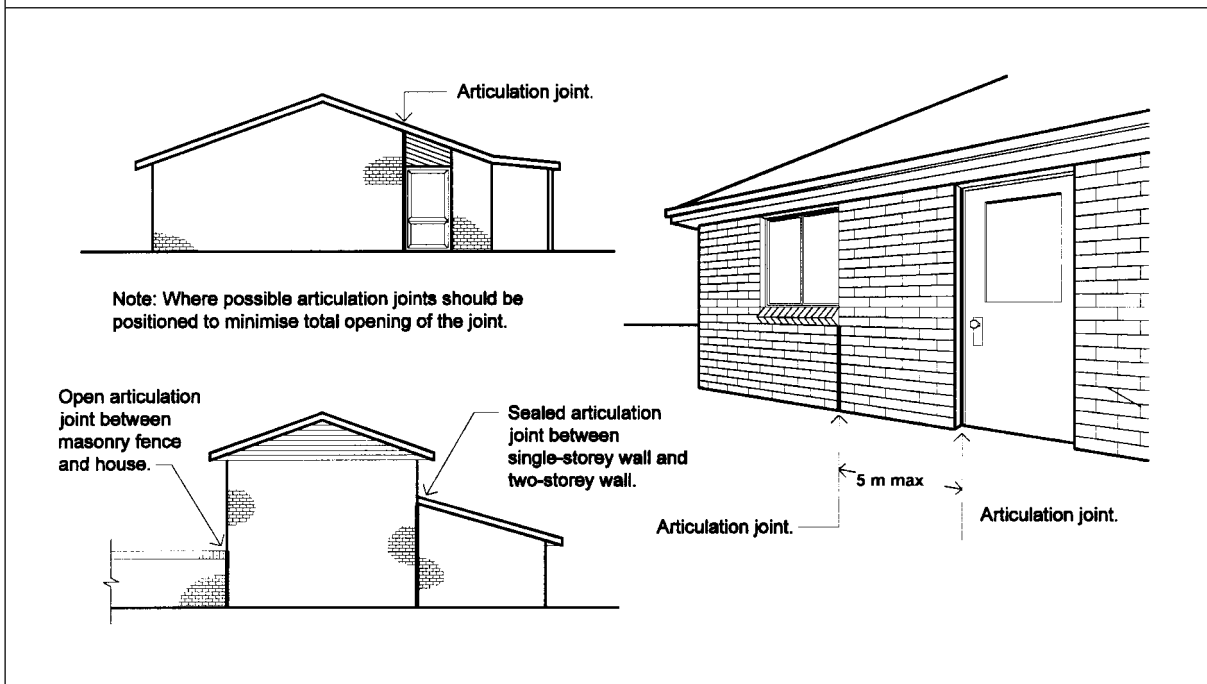 Articulation joint.
Note: Where possible articulation joints should be
positioned to minimise total opening of the joint.
Open articulation
joint between
masonry fence
and house.
Sealed articulation
joint between
single-storey wall and
two-storey wall.
5 m max
Articulation joint.
Articulation joint.